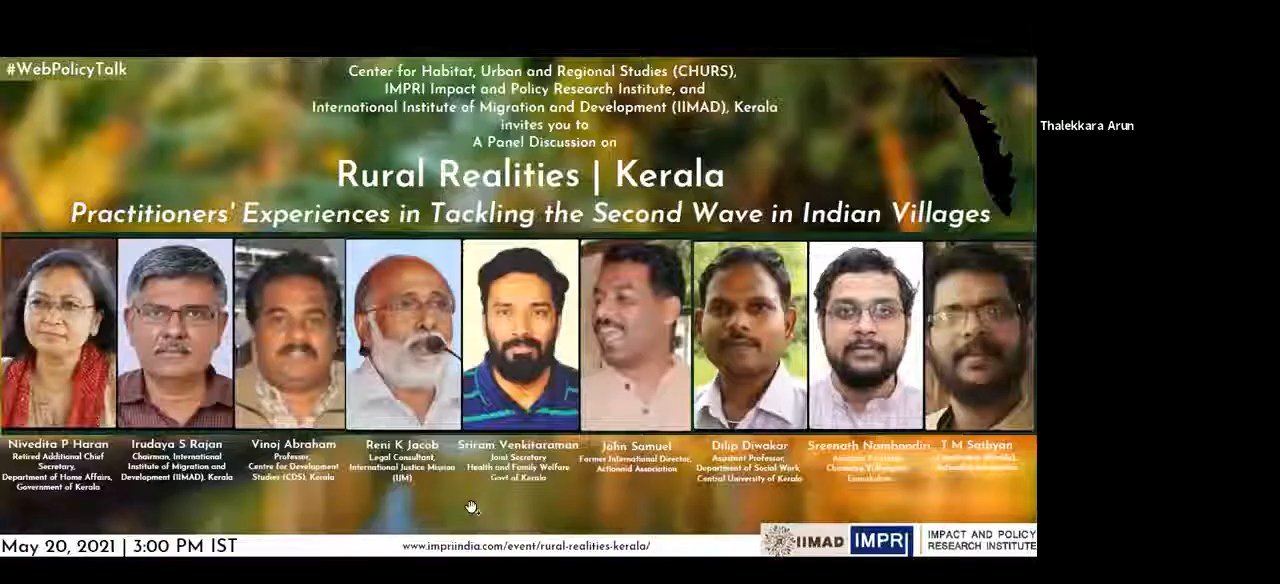 #WebPolicyTalk
Center for Habitat, Urban and Regional Studies (CHURS),
IMPRI Impact and Policy Research Institute, and
International Institute of Migration and Development (IIMAD), Kerala
invites you to
A Panel Discussion on
Rural Realities | Kerala
Practitioners' Experiences in Tackling the Second Wave in Indian Villages
Thalekkara Arun
Nivedita P Haran
Retired Additional Chief
Secretary,
Department of Home Affairs,
Government of Kerala
Irudaya S Rajan
Chairman, International
Institute of Migration and
Development (IIMAD), Kerala
Vinoj Abraham
Professor,
Centre for Development
Studies (CDS), Kerala
Reni K Jacob
Legal Consultant,
International Justice Mission
(IJM)
Sriram Venkitaraman
Joint Secretary
Health and Family Welfare
Govt of Kerala
John Samuel
Former International Director,
Actionaid Association
Dilip Diwakar
Assistant Professor,
Department of Social Work,
Central University of Kerala
Sreenath Namboodiri
Assistant Professor,
Ernakulam
T M Sathyan
May 20, 2021 | 3:00 PM IST
www.impriindia.com/event/rural-realities-kerala/
IIMAD
IMPRI
IMPACT AND POLICY
RESEARCH INSTITUTE